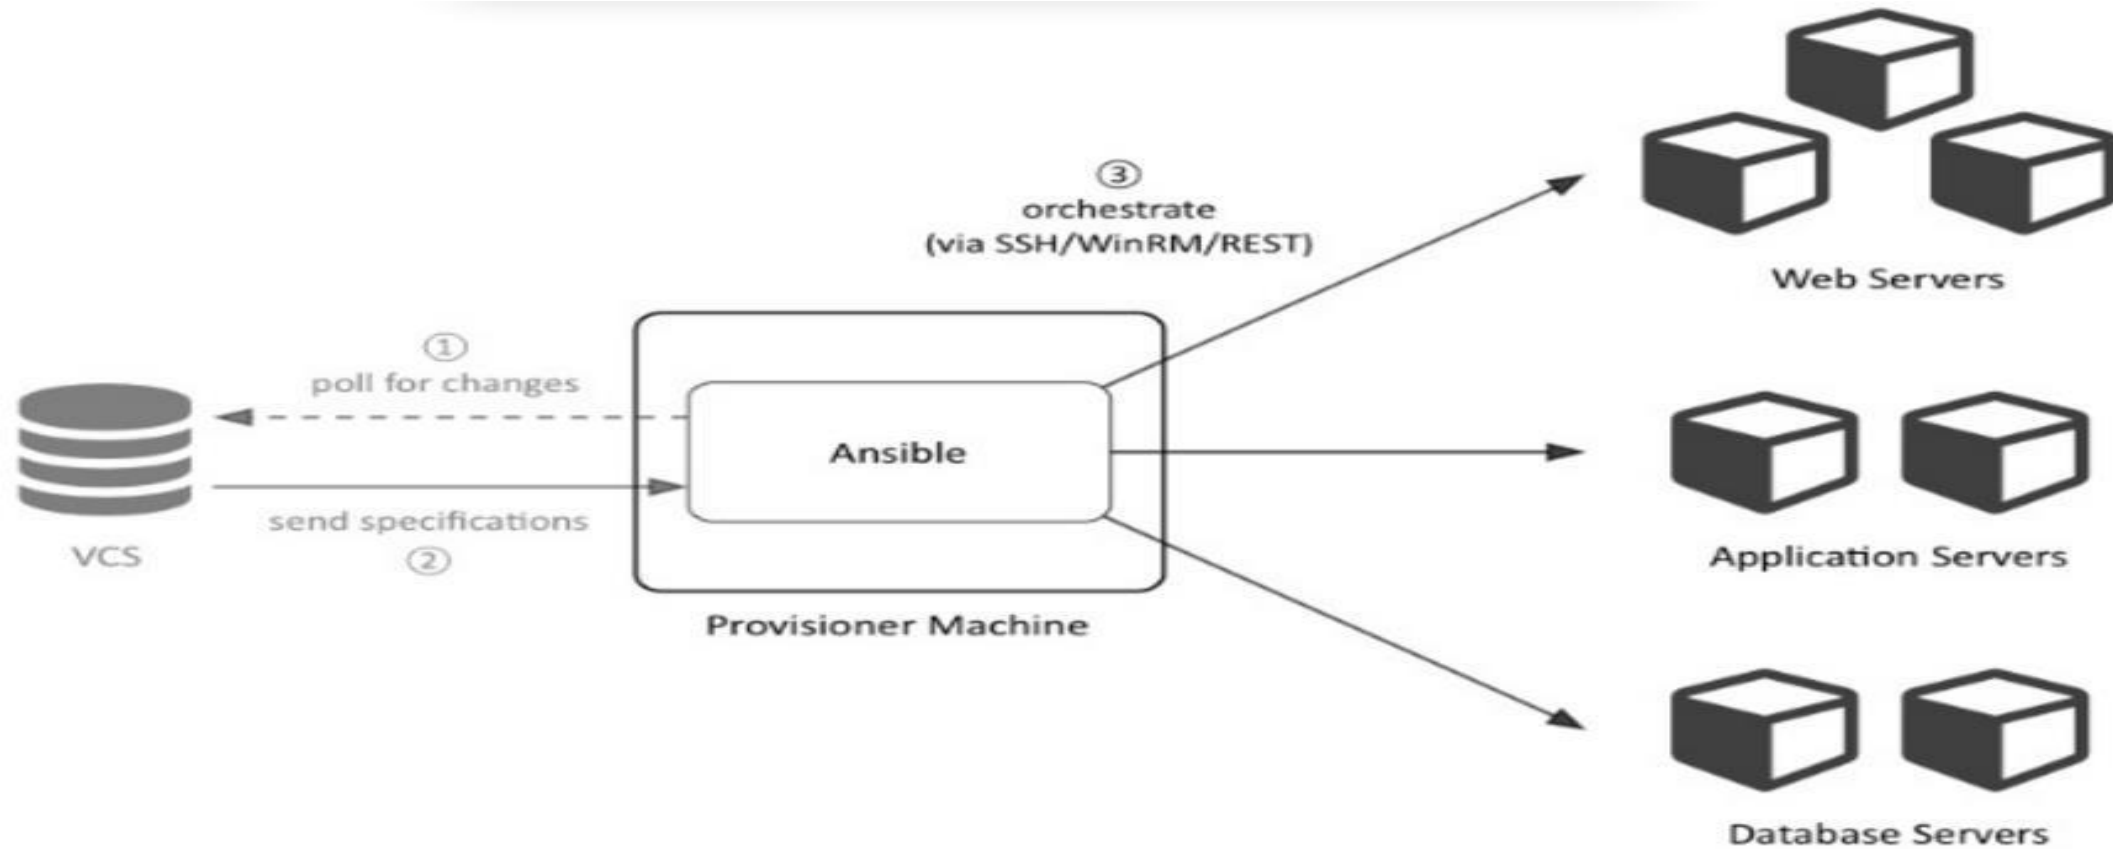 ③
orchestrate
(via SSH/WinRM/REST)
Web Servers
①
poll for changes
Ansible
send specifications
②
VCS
Application Servers
Provisioner Machine
Database Servers